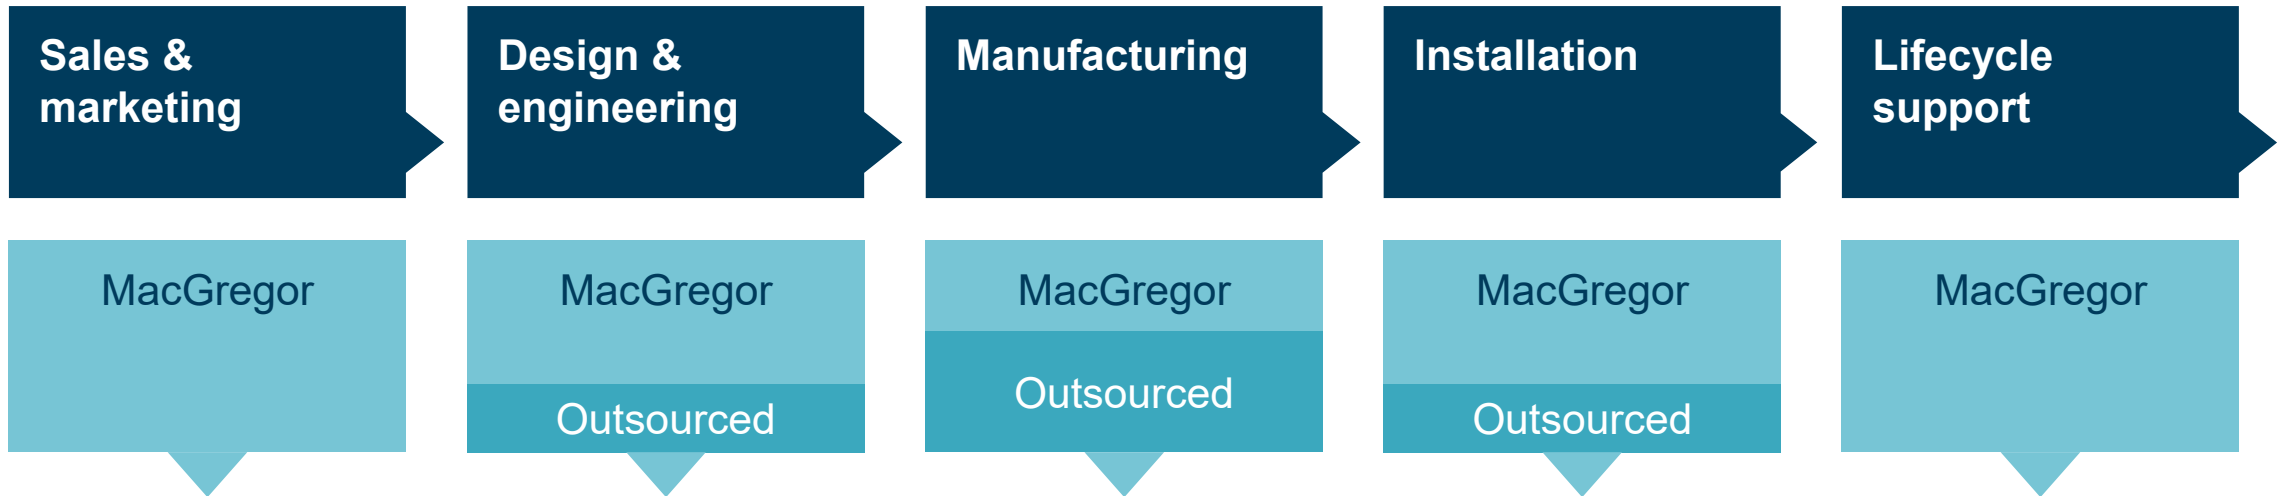 Sales &
marketing
Design &
engineering
Manufacturing
Installation
Lifecycle
support
MacGregor
MacGregor
Outsourced
MacGregor
Outsourced
MacGregor
Outsourced
MacGregor